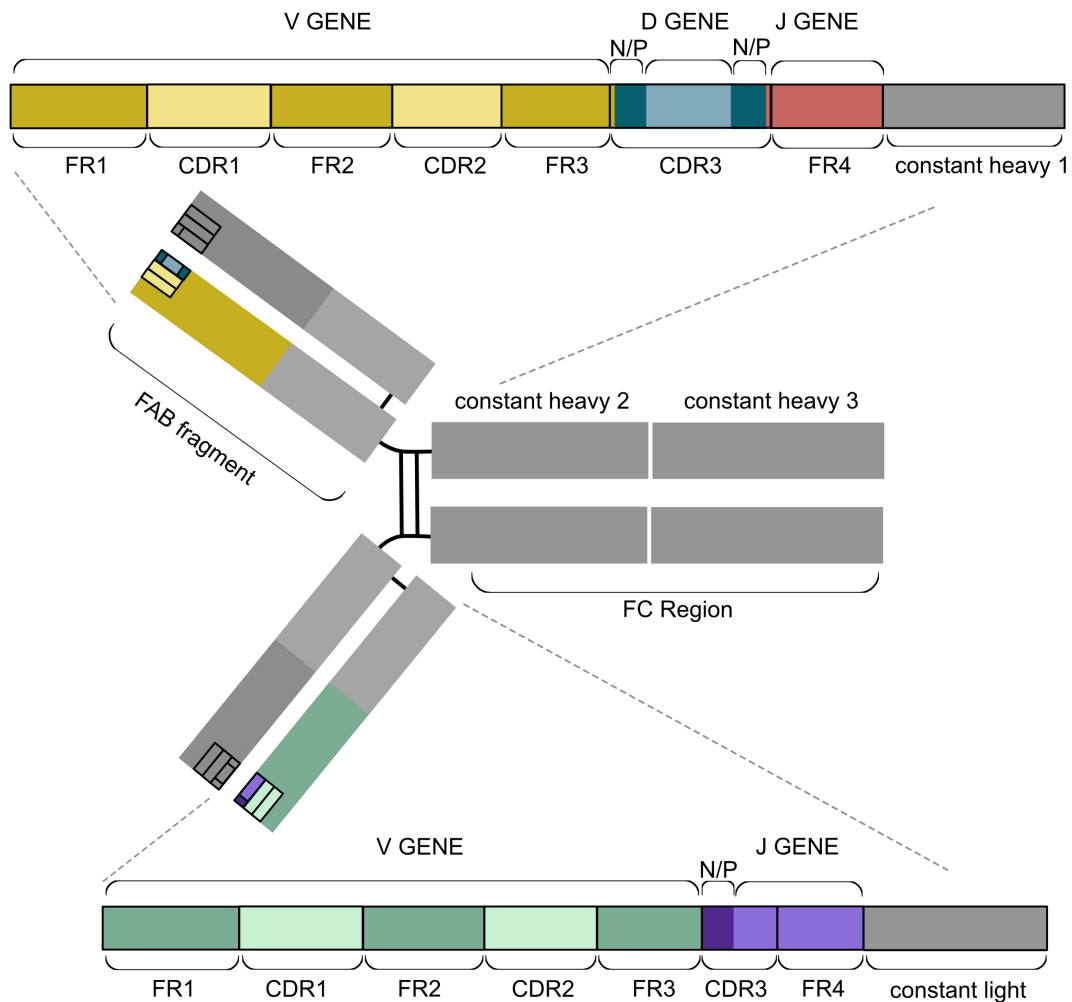 V GENE
D GENE
J GENE
N/P
N/P
FR1
CDR1
FR2
CDR2
FR3
CDR3
FR4
constant heavy 1
FAB fragment
constant heavy 2
constant heavy 3
FC Region
V GENE
J GENE
N/P
FR1
CDR1
FR2
CDR2
FR3
CDR3
FR4
constant light